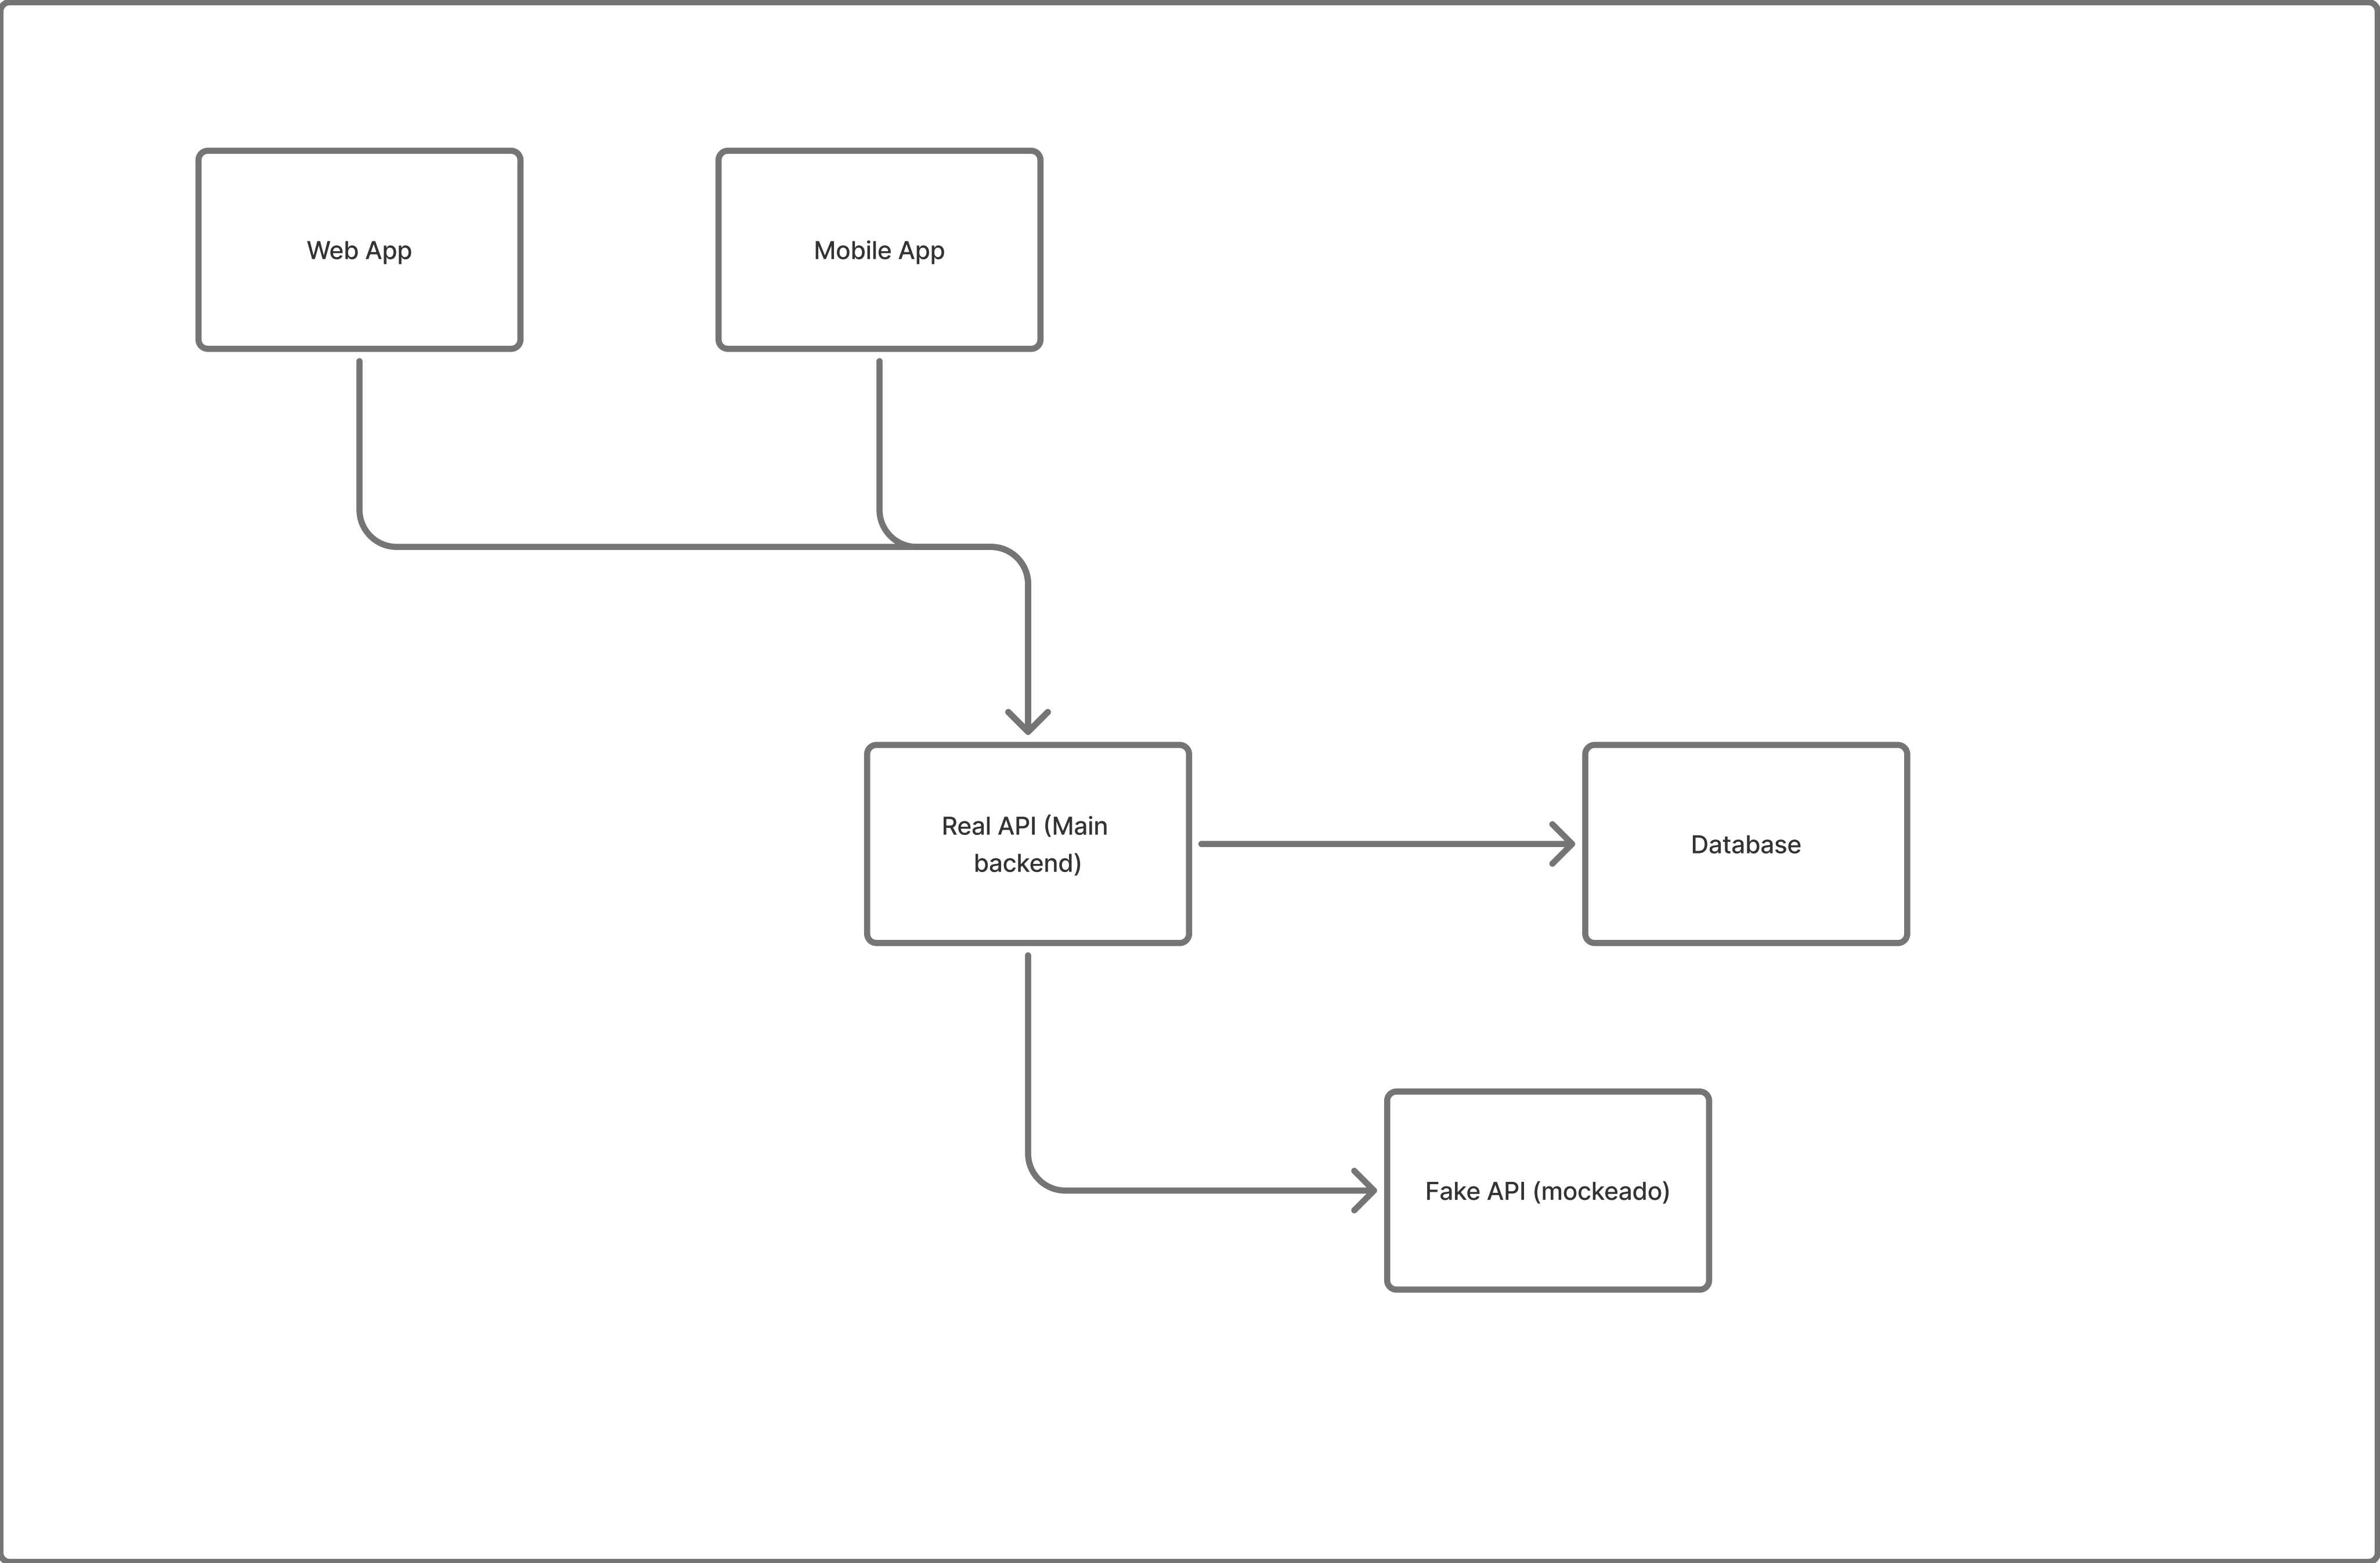 Web App
Mobile App
Real API (Main
backend)
Database
Fake API (mockeado)